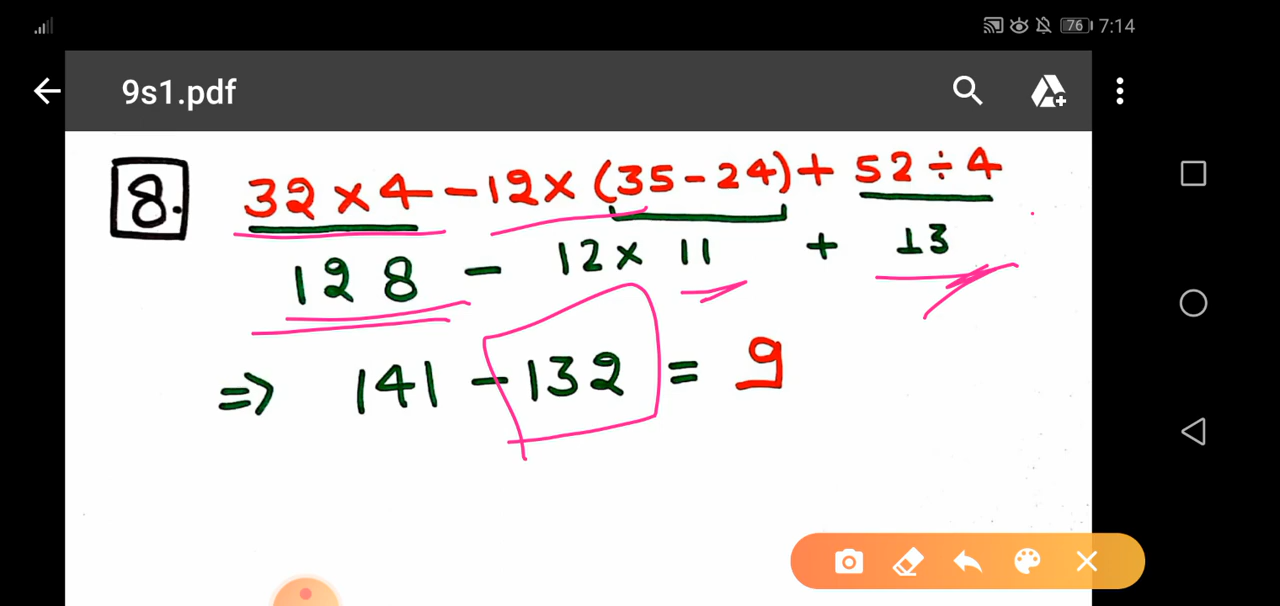 76 7:14
9s1.pdf
8. 32 × 4 - 12 × (35 - 24) + 52 ÷ 4
128 - 12 × 11 + 13
=> 141 - 132 = 9